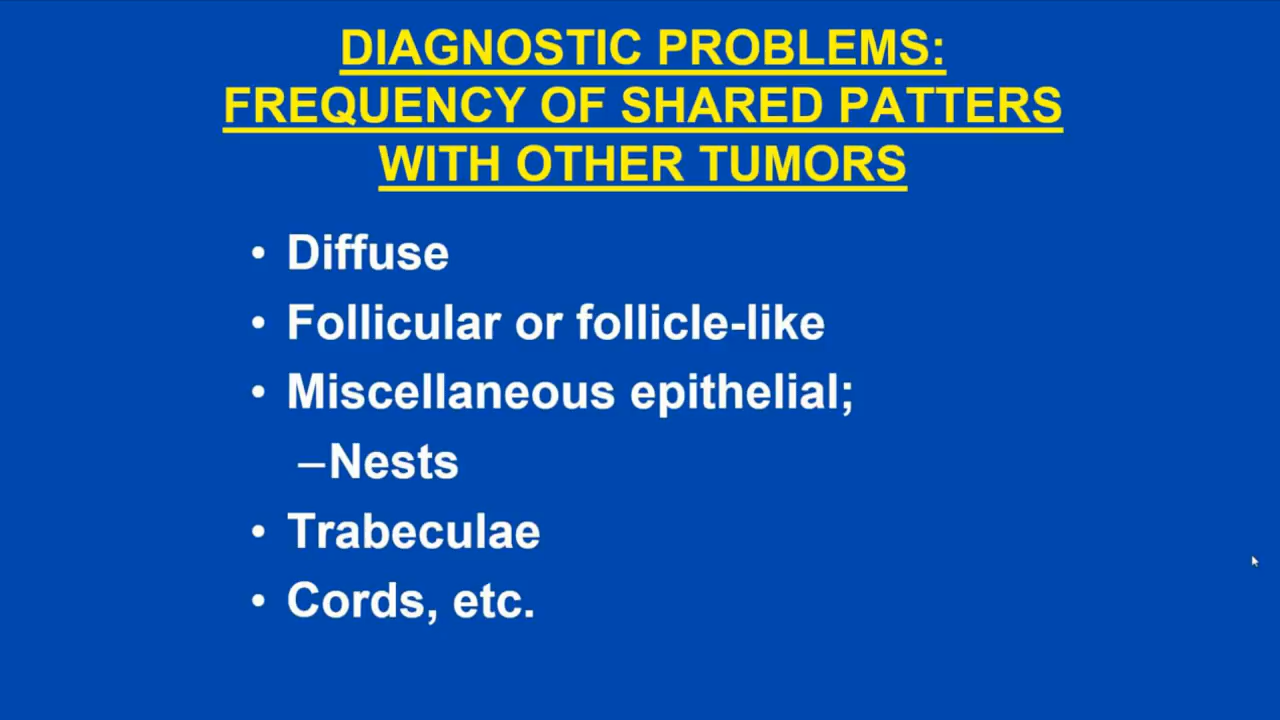 DIAGNOSTIC PROBLEMS:
FREQUENCY OF SHARED PATTERS
WITH OTHER TUMORS
• Diffuse
• Follicular or follicle-like
• Miscellaneous epithelial;
–Nests
• Trabeculae
• Cords, etc.